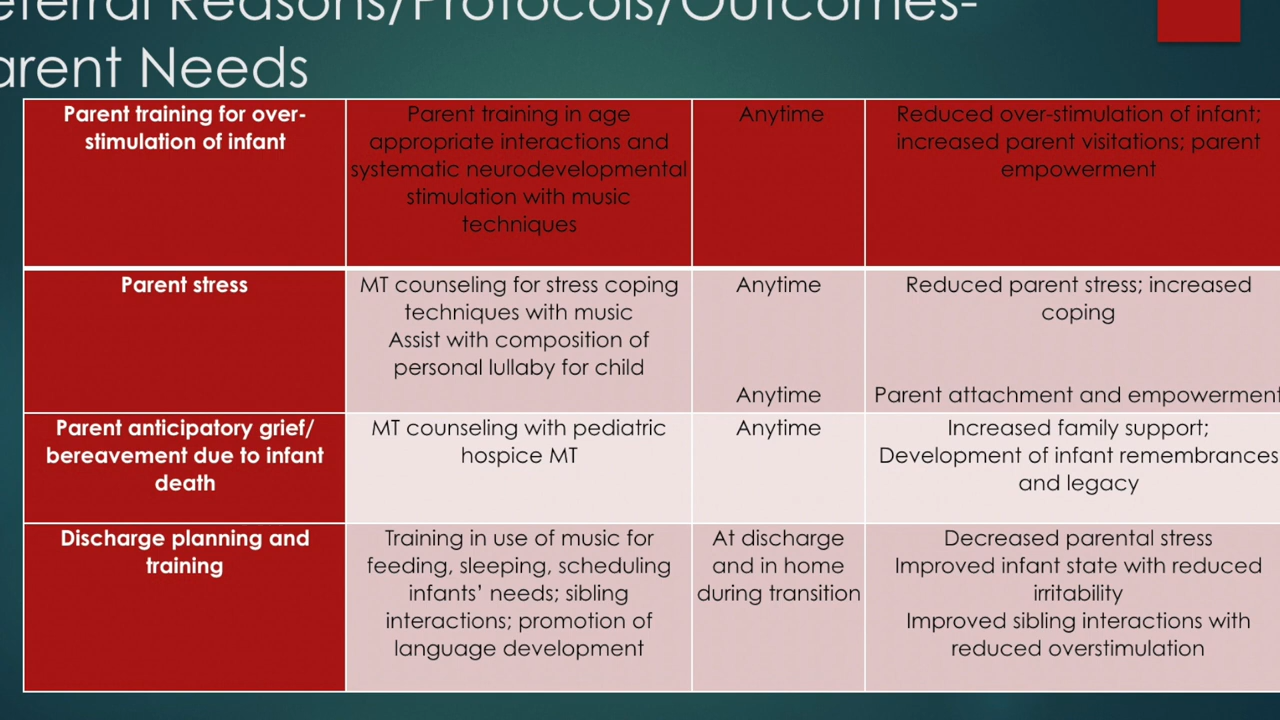 eferral Reasons/Protocols/Outcomes-
arent Needs
Parent training for over-
stimulation of infant
Parent training in age
appropriate interactions and
systematic neurodevelopmental
stimulation with music
techniques
Anytime
Reduced over-stimulation of infant;
increased parent visitations; parent
empowerment
Parent stress
MT counseling for stress coping
techniques with music
Assist with composition of
personal lullaby for child
Anytime
Anytime
Reduced parent stress; increased
coping
Parent attachment and empowerment
Parent anticipatory grief/
bereavement due to infant
death
MT counseling with pediatric
hospice MT
Anytime
Increased family support;
Development of infant remembrances
and legacy
Discharge planning and
training
Training in use of music for
feeding, sleeping, scheduling
infants’ needs; sibling
interactions; promotion of
language development
At discharge
and in home
during transition
Decreased parental stress
Improved infant state with reduced
irritability
Improved sibling interactions with
reduced overstimulation